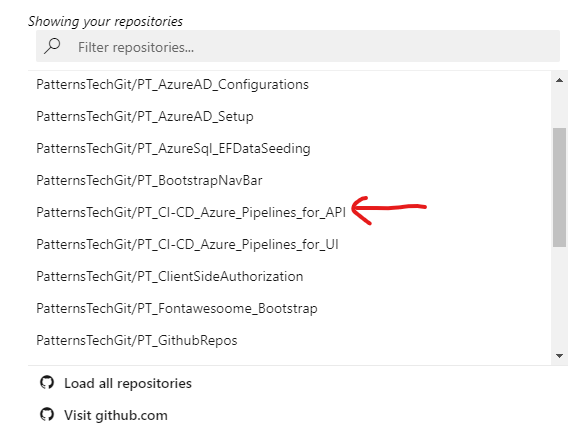 Showing your repositories
Filter repositories...
PatternsTechGit/PT_AzureAD_Configurations
PatternsTechGit/PT_AzureAD_Setup
PatternsTechGit/PT_AzureSql_EFDataSeeding
PatternsTechGit/PT_BootstrapNavBar
PatternsTechGit/PT_CI-CD_Azure_Pipelines_for_API
PatternsTechGit/PT_CI-CD_Azure_Pipelines_for_UI
PatternsTechGit/PT_ClientSideAuthorization
PatternsTechGit/PT_Fontawesoome_Bootstrap
PatternsTechGit/PT_GithubRepos
Load all repositories
Visit github.com